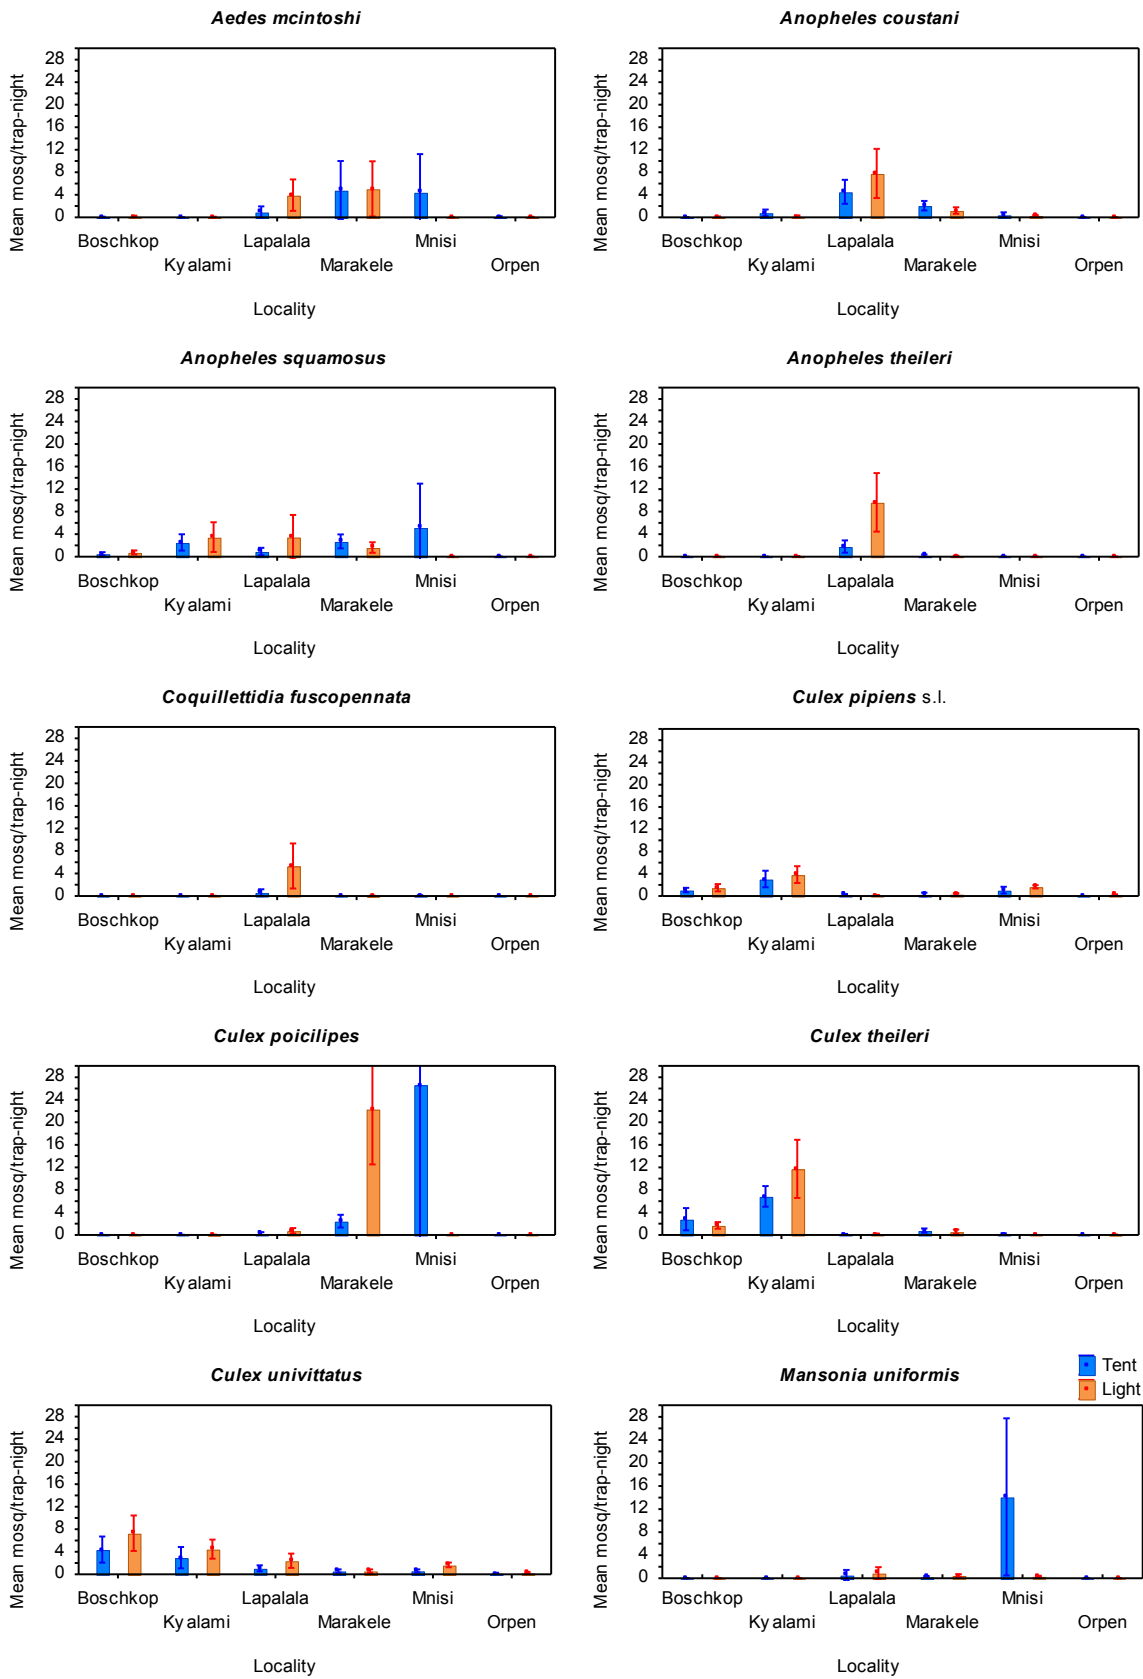 Aedes mcintoshi
Mean mosq/trap-night
28
24
20
16
12
8
4
0
Boschkop
Kyalami
Lapalala
Marakele
Mnisi
Orpen
Locality
Anopheles coustani
Mean mosq/trap-night
28
24
20
16
12
8
4
0
Boschkop
Kyalami
Lapalala
Marakele
Mnisi
Orpen
Locality
Anopheles squamosus
Mean mosq/trap-night
28
24
20
16
12
8
4
0
Boschkop
Kyalami
Lapalala
Marakele
Mnisi
Orpen
Locality
Anopheles theileri
Mean mosq/trap-night
28
24
20
16
12
8
4
0
Boschkop
Kyalami
Lapalala
Marakele
Mnisi
Orpen
Locality
Coquillettidia fuscopennata
Mean mosq/trap-night
28
24
20
16
12
8
4
0
Boschkop
Kyalami
Lapalala
Marakele
Mnisi
Orpen
Locality
Culex pipiens s.l.
Mean mosq/trap-night
28
24
20
16
12
8
4
0
Boschkop
Kyalami
Lapalala
Marakele
Mnisi
Orpen
Locality
Culex poicilipes
Mean mosq/trap-night
28
24
20
16
12
8
4
0
Boschkop
Kyalami
Lapalala
Marakele
Mnisi
Orpen
Locality
Culex theileri
Mean mosq/trap-night
28
24
20
16
12
8
4
0
Boschkop
Kyalami
Lapalala
Marakele
Mnisi
Orpen
Locality
Culex univittatus
Mean mosq/trap-night
28
24
20
16
12
8
4
0
Boschkop
Kyalami
Lapalala
Marakele
Mnisi
Orpen
Locality
Mansonia uniformis
Tent
Light
Mean mosq/trap-night
28
24
20
16
12
8
4
0
Boschkop
Kyalami
Lapalala
Marakele
Mnisi
Orpen
Locality